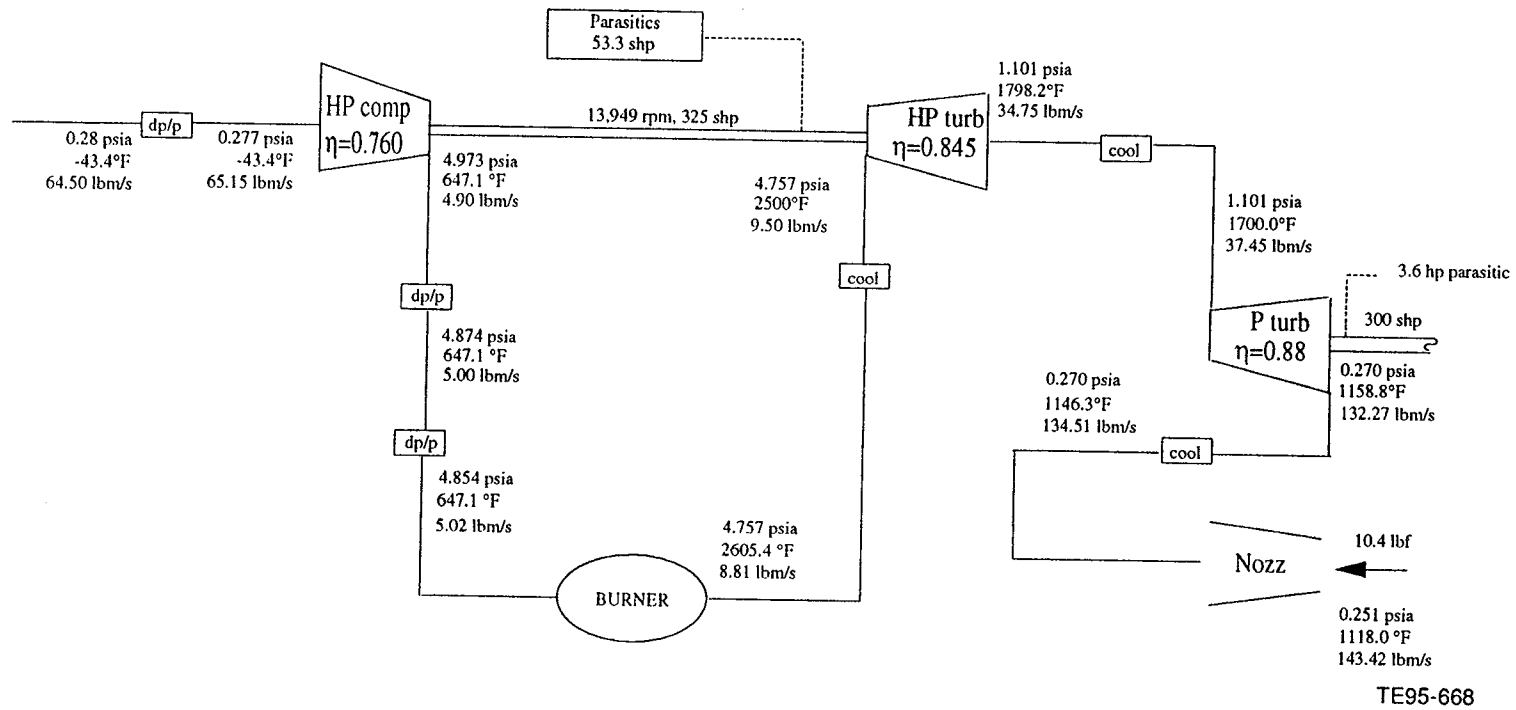 Parasitics
53.3 shp
dp/p
0.28 psia
-43.4°F
64.50 lbm/s
0.277 psia
-43.4°F
65.15 lbm/s
HP comp
η=0.760
13,949 rpm, 325 shp
4.973 psia
647.1 °F
4.90 lbm/s
HP turb
η=0.845
4.757 psia
2500°F
9.50 lbm/s
1.101 psia
1798.2°F
34.75 lbm/s
cool
1.101 psia
1700.0°F
37.45 lbm/s
cool
dp/p
4.874 psia
647.1 °F
5.00 lbm/s
dp/p
4.854 psia
647.1 °F
5.02 lbm/s
BURNER
4.757 psia
2605.4 °F
8.81 lbm/s
3.6 hp parasitic
P turb
η=0.88
300 shp
0.270 psia
1158.8°F
132.27 lbm/s
0.270 psia
1146.3°F
134.51 lbm/s
cool
Nozz
10.4 lbf
0.251 psia
1118.0 °F
143.42 lbm/s
TE95-668